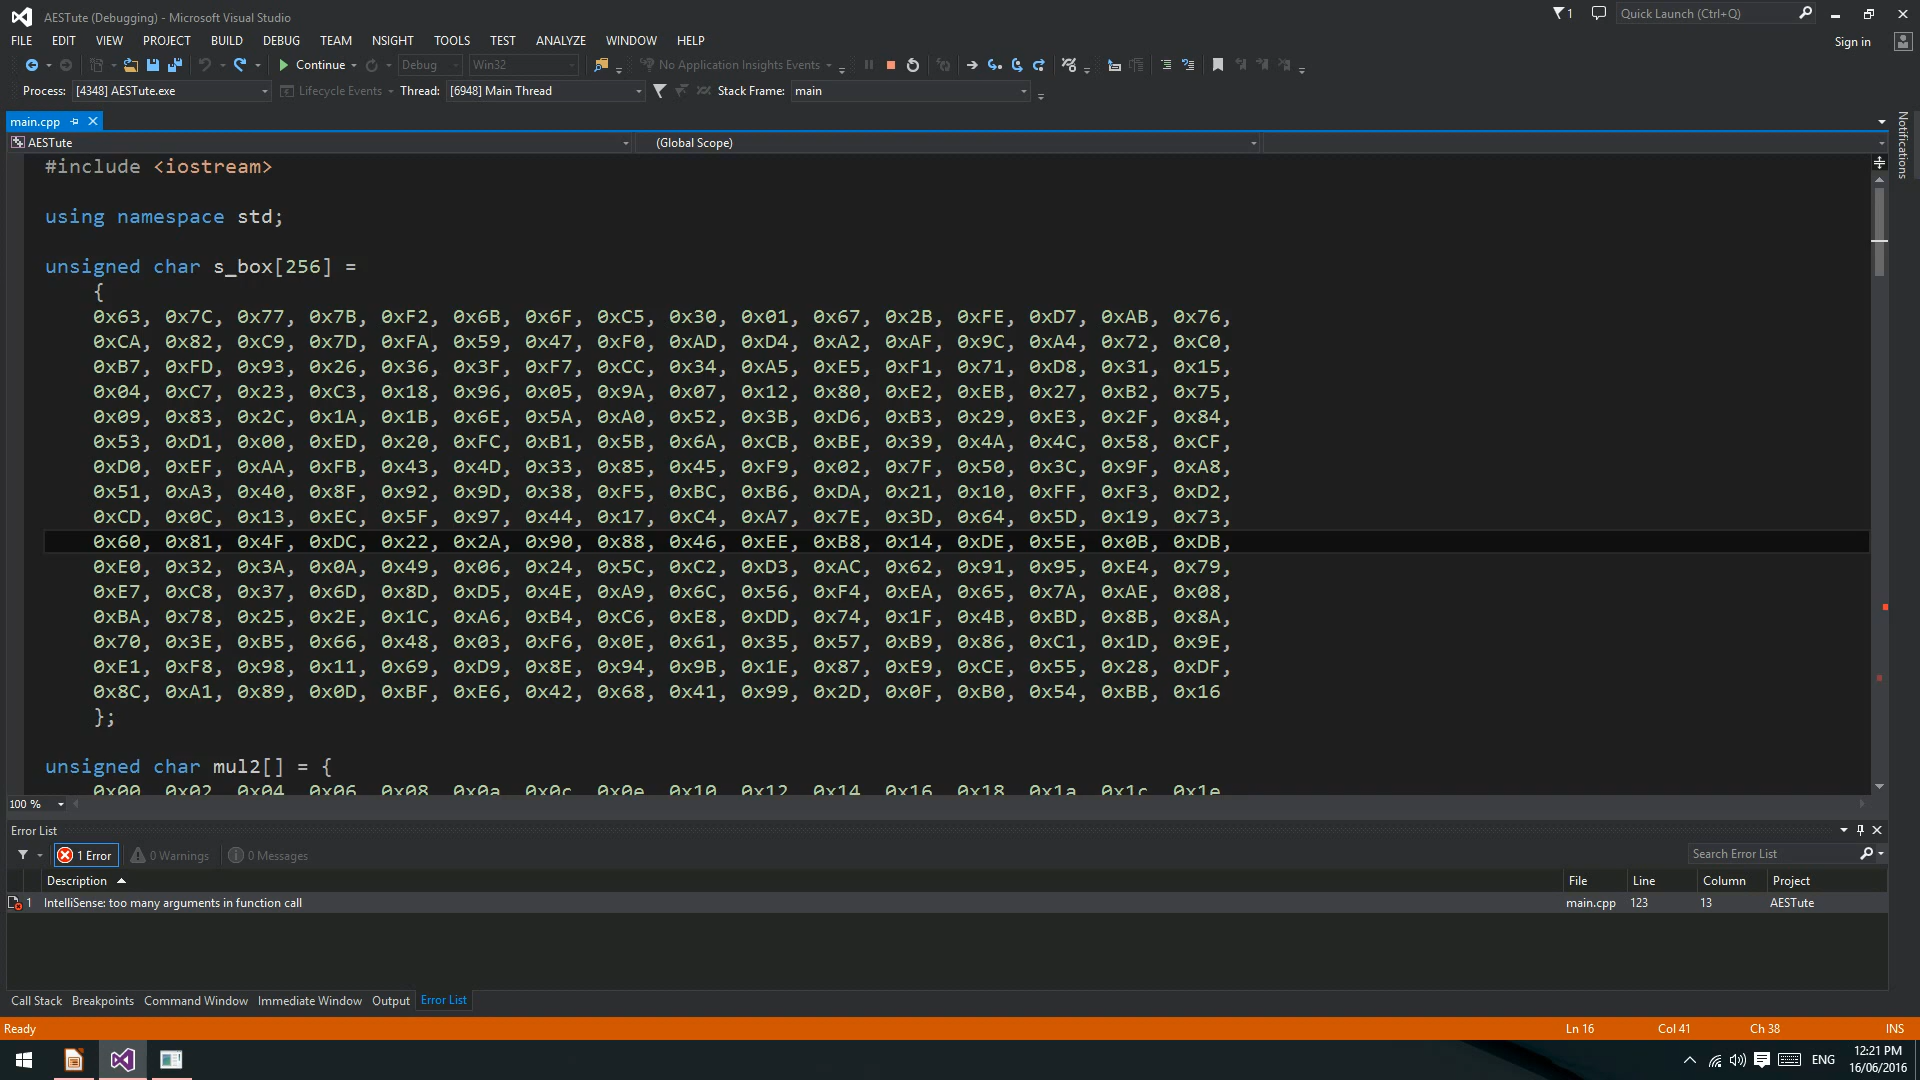 AESTute (Debugging) - Microsoft Visual Studio
1
Quick Launch (Ctrl+Q)
FILE EDIT VIEW PROJECT BUILD DEBUG TEAM NSIGHT TOOLS TEST ANALYZE WINDOW HELP
Sign in
Continue Debug Win32 No Application Insights Events
Process: [4348] AESTute.exe Lifecycle Events Thread: [6948] Main Thread Stack Frame: main
main.cpp
Notifications
AESTute (Global Scope)
#include <iostream>
using namespace std;
unsigned char s_box[256] =
{
0x63, 0x7C, 0x77, 0x7B, 0xF2, 0x6B, 0x6F, 0xC5, 0x30, 0x01, 0x67, 0x2B, 0xFE, 0xD7, 0xAB, 0x76,
0xCA, 0x82, 0xC9, 0x7D, 0xFA, 0x59, 0x47, 0xF0, 0xAD, 0xD4, 0xA2, 0xAF, 0x9C, 0xA4, 0x72, 0xC0,
0xB7, 0xFD, 0x93, 0x26, 0x36, 0x3F, 0xF7, 0xCC, 0x34, 0xA5, 0xE5, 0xF1, 0x71, 0xD8, 0x31, 0x15,
0x04, 0xC7, 0x23, 0xC3, 0x18, 0x96, 0x05, 0x9A, 0x07, 0x12, 0x80, 0xE2, 0xEB, 0x27, 0xB2, 0x75,
0x09, 0x83, 0x2C, 0x1A, 0x1B, 0x6E, 0x5A, 0xA0, 0x52, 0x3B, 0xD6, 0xB3, 0x29, 0xE3, 0x2F, 0x84,
0x53, 0xD1, 0x00, 0xED, 0x20, 0xFC, 0xB1, 0x5B, 0x6A, 0xCB, 0xBE, 0x39, 0x4A, 0x4C, 0x58, 0xCF,
0xD0, 0xEF, 0xAA, 0xFB, 0x43, 0x4D, 0x33, 0x85, 0x45, 0xF9, 0x02, 0x7F, 0x50, 0x3C, 0x9F, 0xA8,
0x51, 0xA3, 0x40, 0x8F, 0x92, 0x9D, 0x38, 0xF5, 0xBC, 0xB6, 0xDA, 0x21, 0x10, 0xFF, 0xF3, 0xD2,
0xCD, 0x0C, 0x13, 0xEC, 0x5F, 0x97, 0x44, 0x17, 0xC4, 0xA7, 0x7E, 0x3D, 0x64, 0x5D, 0x19, 0x73,
0x60, 0x81, 0x4F, 0xDC, 0x22, 0x2A, 0x90, 0x88, 0x46, 0xEE, 0xB8, 0x14, 0xDE, 0x5E, 0x0B, 0xDB,
0xE0, 0x32, 0x3A, 0x0A, 0x49, 0x06, 0x24, 0x5C, 0xC2, 0xD3, 0xAC, 0x62, 0x91, 0x95, 0xE4, 0x79,
0xE7, 0xC8, 0x37, 0x6D, 0x8D, 0xD5, 0x4E, 0xA9, 0x6C, 0x56, 0xF4, 0xEA, 0x65, 0x7A, 0xAE, 0x08,
0xBA, 0x78, 0x25, 0x2E, 0x1C, 0xA6, 0xB4, 0xC6, 0xE8, 0xDD, 0x74, 0x1F, 0x4B, 0xBD, 0x8B, 0x8A,
0x70, 0x3E, 0xB5, 0x66, 0x48, 0x03, 0xF6, 0x0E, 0x61, 0x35, 0x57, 0xB9, 0x86, 0xC1, 0x1D, 0x9E,
0xE1, 0xF8, 0x98, 0x11, 0x69, 0xD9, 0x8E, 0x94, 0x9B, 0x1E, 0x87, 0xE9, 0xCE, 0x55, 0x28, 0xDF,
0x8C, 0xA1, 0x89, 0x0D, 0xBF, 0xE6, 0x42, 0x68, 0x41, 0x99, 0x2D, 0x0F, 0xB0, 0x54, 0xBB, 0x16
};
unsigned char mul2[] = {
0x00, 0x02, 0x04, 0x06, 0x08, 0x0a, 0x0c, 0x0e, 0x10, 0x12, 0x14, 0x16, 0x18, 0x1a, 0x1c, 0x1e,
100 %
Error List
1 Error 0 Warnings 0 Messages
Search Error List
Description File Line Column Project
1 IntelliSense: too many arguments in function call main.cpp 123 13 AESTute
Call Stack Breakpoints Command Window Immediate Window Output Error List
Ready Ln 16 Col 41 Ch 38 INS
ENG
12:21 PM
16/06/2016